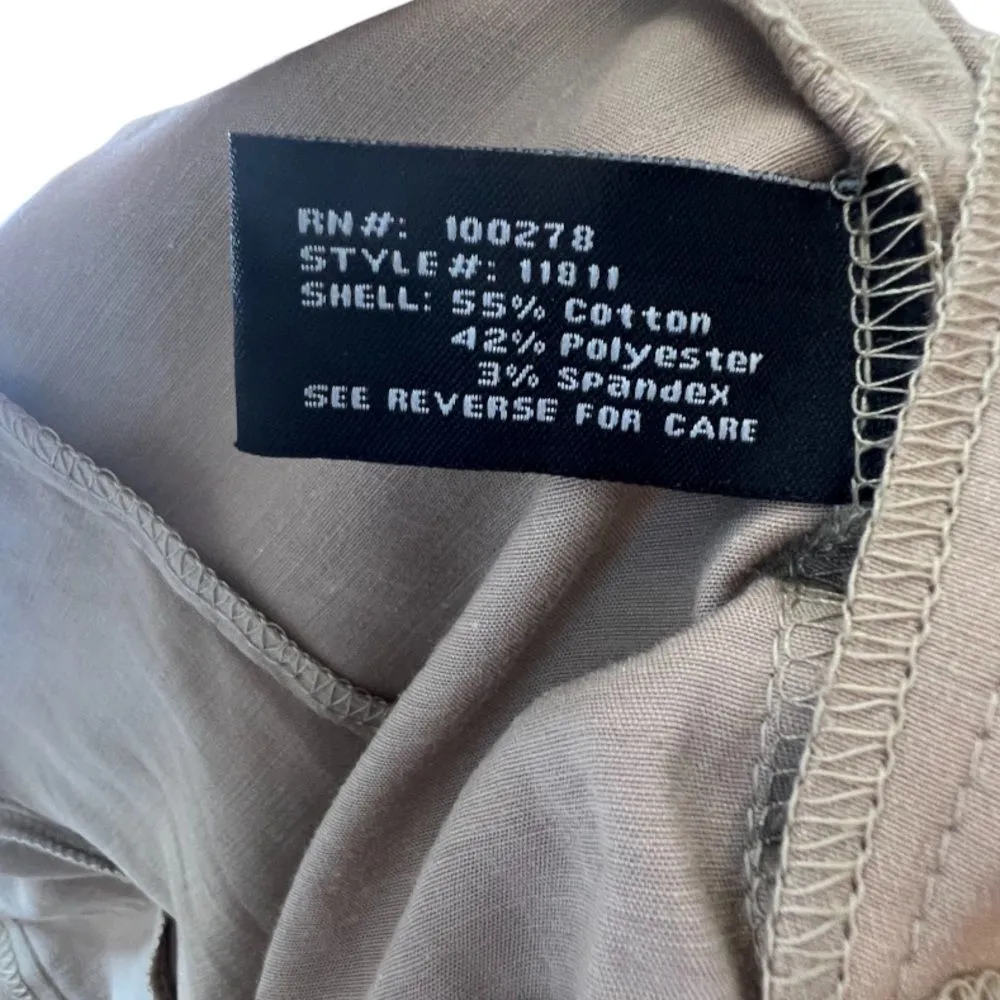 RN#: 100278
STYLE#: 11811
SHELL: 55% Cotton
42% Polyester
3% Spandex
SEE REVERSE FOR CARE